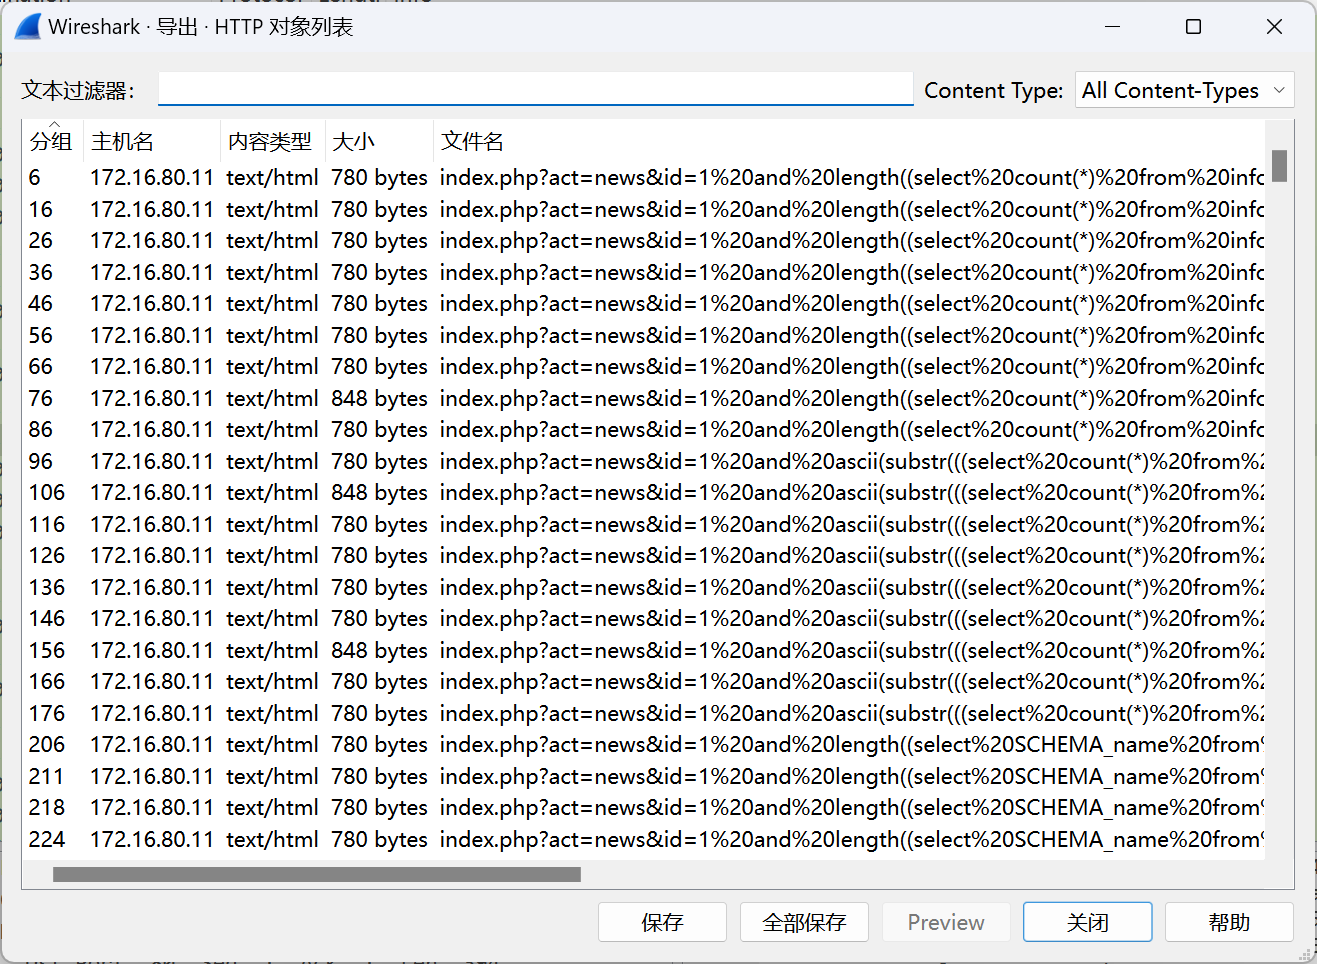 Wireshark · 导出 · HTTP 对象列表
文本过滤器： Content Type: All Content-Types
分组 主机名 内容类型 大小 文件名
6 172.16.80.11 text/html 780 bytes index.php?act=news&id=1%20and%20length((select%20count(*)%20from%20info
16 172.16.80.11 text/html 780 bytes index.php?act=news&id=1%20and%20length((select%20count(*)%20from%20info
26 172.16.80.11 text/html 780 bytes index.php?act=news&id=1%20and%20length((select%20count(*)%20from%20info
36 172.16.80.11 text/html 780 bytes index.php?act=news&id=1%20and%20length((select%20count(*)%20from%20info
46 172.16.80.11 text/html 780 bytes index.php?act=news&id=1%20and%20length((select%20count(*)%20from%20info
56 172.16.80.11 text/html 780 bytes index.php?act=news&id=1%20and%20length((select%20count(*)%20from%20info
66 172.16.80.11 text/html 780 bytes index.php?act=news&id=1%20and%20length((select%20count(*)%20from%20info
76 172.16.80.11 text/html 848 bytes index.php?act=news&id=1%20and%20length((select%20count(*)%20from%20info
86 172.16.80.11 text/html 780 bytes index.php?act=news&id=1%20and%20length((select%20count(*)%20from%20info
96 172.16.80.11 text/html 780 bytes index.php?act=news&id=1%20and%20ascii(substr(((select%20count(*)%20from%2
106 172.16.80.11 text/html 848 bytes index.php?act=news&id=1%20and%20ascii(substr(((select%20count(*)%20from%2
116 172.16.80.11 text/html 780 bytes index.php?act=news&id=1%20and%20ascii(substr(((select%20count(*)%20from%2
126 172.16.80.11 text/html 780 bytes index.php?act=news&id=1%20and%20ascii(substr(((select%20count(*)%20from%2
136 172.16.80.11 text/html 780 bytes index.php?act=news&id=1%20and%20ascii(substr(((select%20count(*)%20from%2
146 172.16.80.11 text/html 780 bytes index.php?act=news&id=1%20and%20ascii(substr(((select%20count(*)%20from%2
156 172.16.80.11 text/html 848 bytes index.php?act=news&id=1%20and%20ascii(substr(((select%20count(*)%20from%2
166 172.16.80.11 text/html 780 bytes index.php?act=news&id=1%20and%20ascii(substr(((select%20count(*)%20from%2
176 172.16.80.11 text/html 780 bytes index.php?act=news&id=1%20and%20ascii(substr(((select%20count(*)%20from%2
206 172.16.80.11 text/html 780 bytes index.php?act=news&id=1%20and%20length((select%20SCHEMA_name%20from%
211 172.16.80.11 text/html 780 bytes index.php?act=news&id=1%20and%20length((select%20SCHEMA_name%20from%
218 172.16.80.11 text/html 780 bytes index.php?act=news&id=1%20and%20length((select%20SCHEMA_name%20from%
224 172.16.80.11 text/html 780 bytes index.php?act=news&id=1%20and%20length((select%20SCHEMA_name%20from%
保存 全部保存 Preview 关闭 帮助